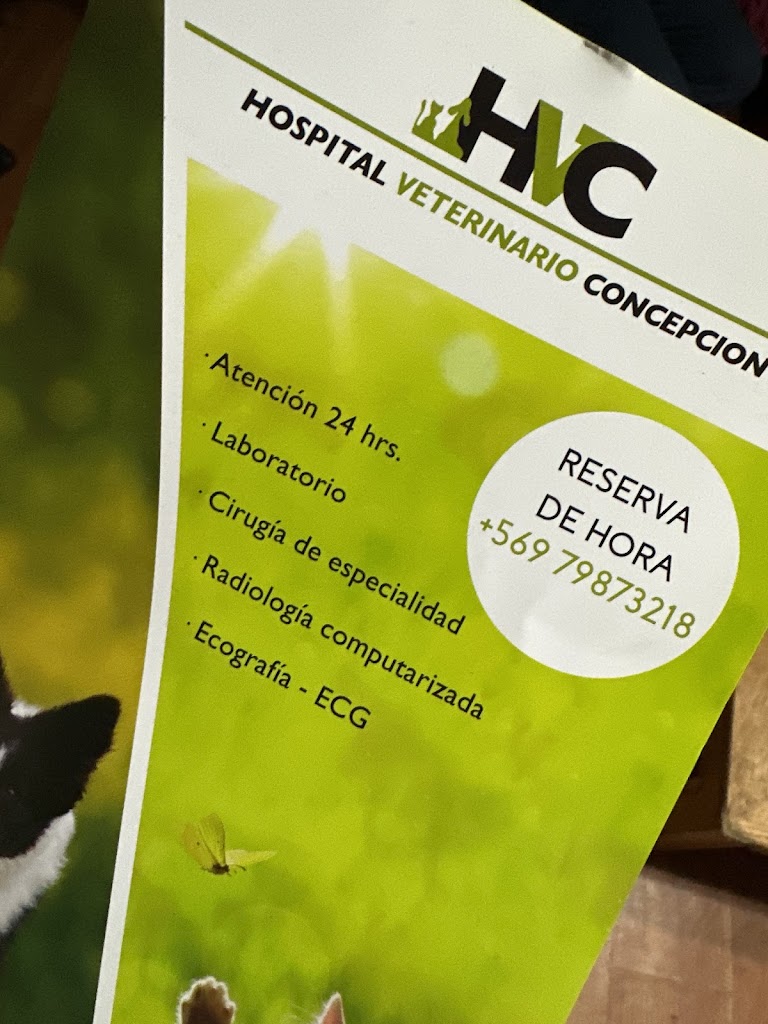 HVC
HOSPITAL VETERINARIO CONCEPCION
· Atención 24 hrs.
· Laboratorio
· Cirugía de especialidad
· Radiología computarizada
· Ecografía - ECG
RESERVA
DE HORA
+569 79873218